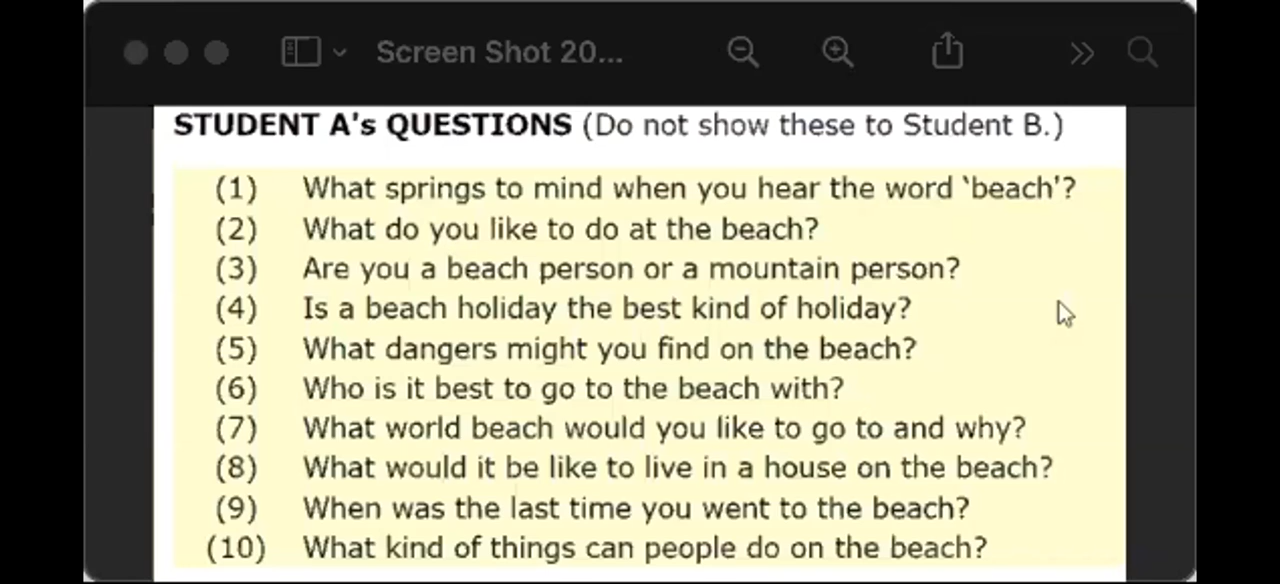 Screen Shot 20...
STUDENT A's QUESTIONS (Do not show these to Student B.)
(1) What springs to mind when you hear the word ‘beach’?
(2) What do you like to do at the beach?
(3) Are you a beach person or a mountain person?
(4) Is a beach holiday the best kind of holiday?
(5) What dangers might you find on the beach?
(6) Who is it best to go to the beach with?
(7) What world beach would you like to go to and why?
(8) What would it be like to live in a house on the beach?
(9) When was the last time you went to the beach?
(10) What kind of things can people do on the beach?